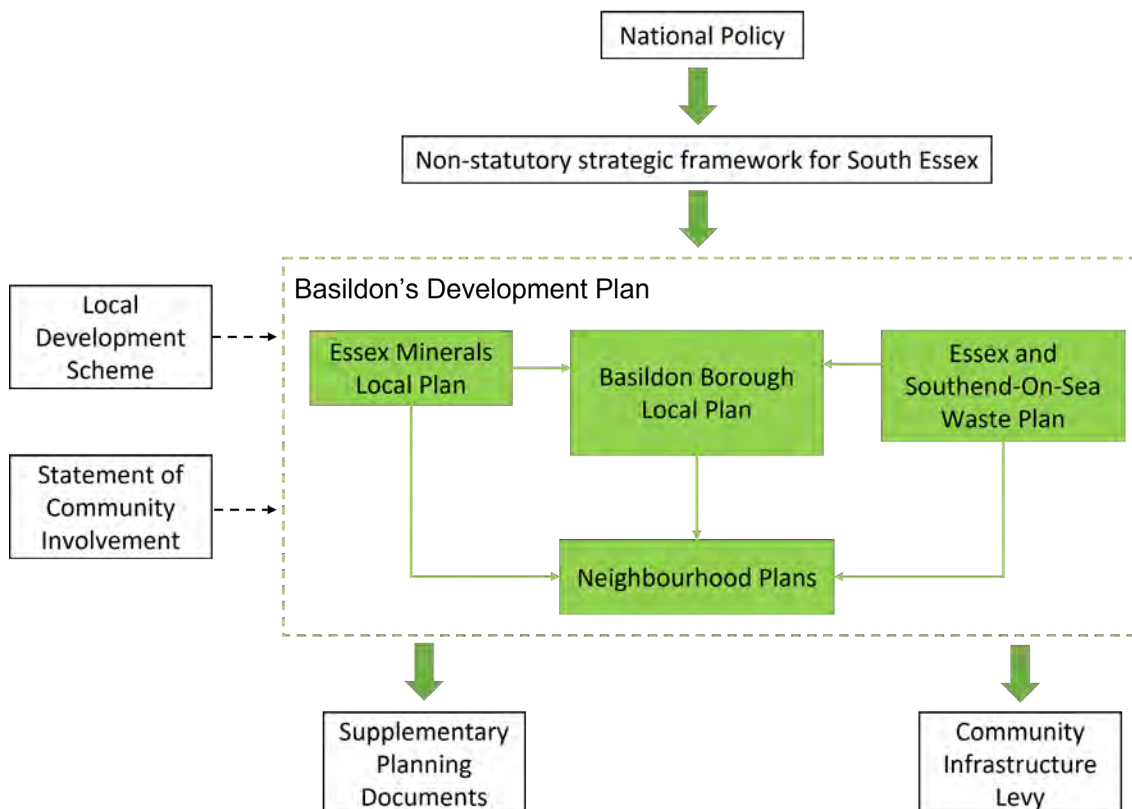 National Policy
Non-statutory strategic framework for South Essex
Basildon's Development Plan
Local
Development
Scheme
Essex Minerals
Local Plan
Basildon Borough
Local Plan
Essex and
Southend-On-Sea
Waste Plan
Statement of
Community
Involvement
Neighbourhood Plans
Supplementary
Planning
Documents
Community
Infrastructure
Levy